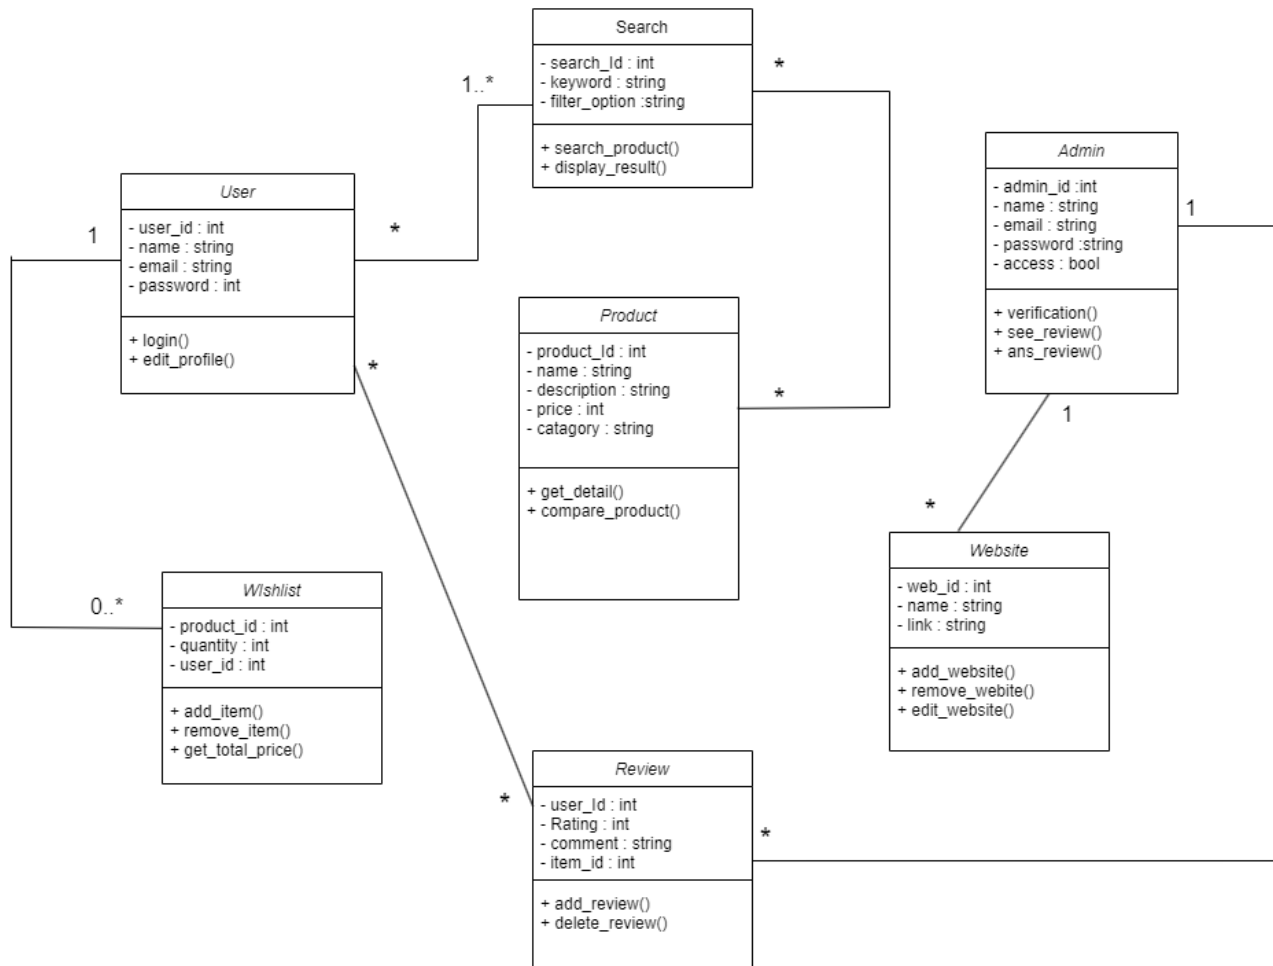 Search
- search_Id : int
- keyword : string
- filter_option :string
+ search_product()
+ display_result()
*
1..*
User
- user_id : int
- name : string
- email : string
- password : int
+ login()
+ edit_profile()
1
*
*
Admin
- admin_id :int
- name : string
- email : string
- password :string
- access : bool
+ verification()
+ see_review()
+ ans_review()
1
1
Product
- product_Id : int
- name : string
- description : string
- price : int
- catagory : string
+ get_detail()
+ compare_product()
*
*
Website
- web_id : int
- name : string
- link : string
+ add_website()
+ remove_webite()
+ edit_website()
0..*
WIshlist
- product_id : int
- quantity : int
- user_id : int
+ add_item()
+ remove_item()
+ get_total_price()
Review
- user_Id : int
- Rating : int
- comment : string
- item_id : int
+ add_review()
+ delete_review()
*
*